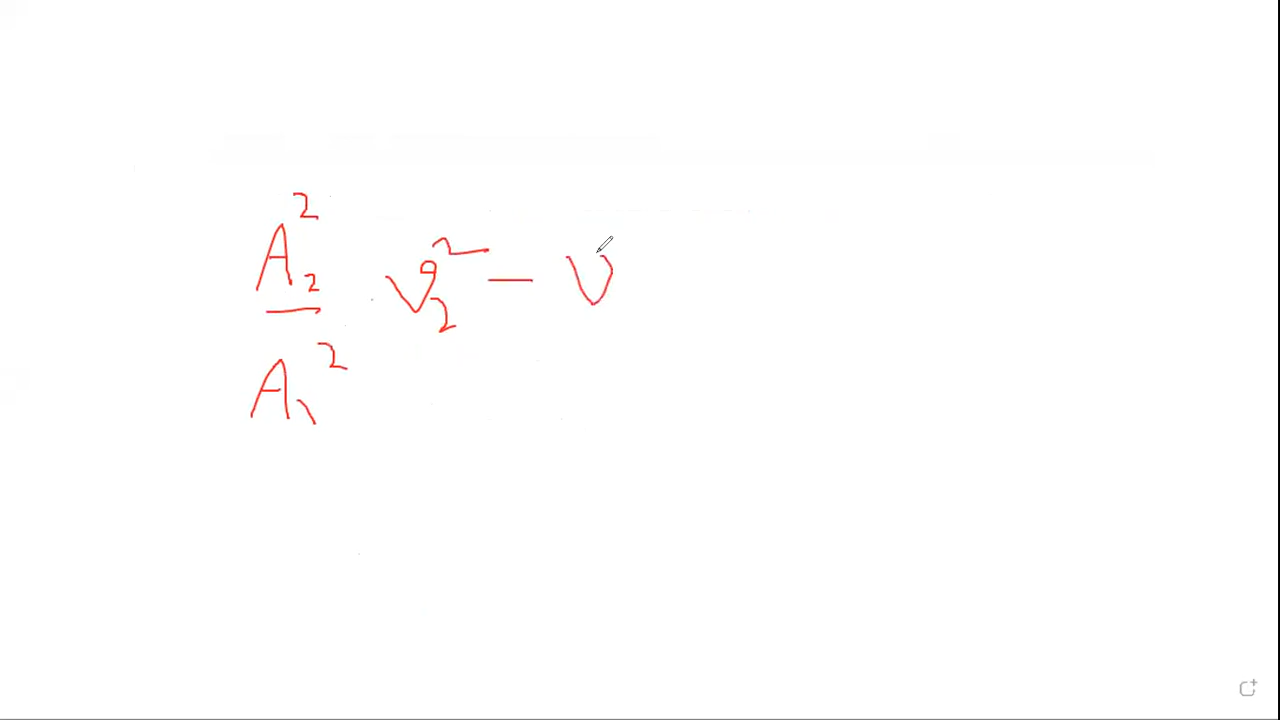 A₂² / A₁² v₂² − v